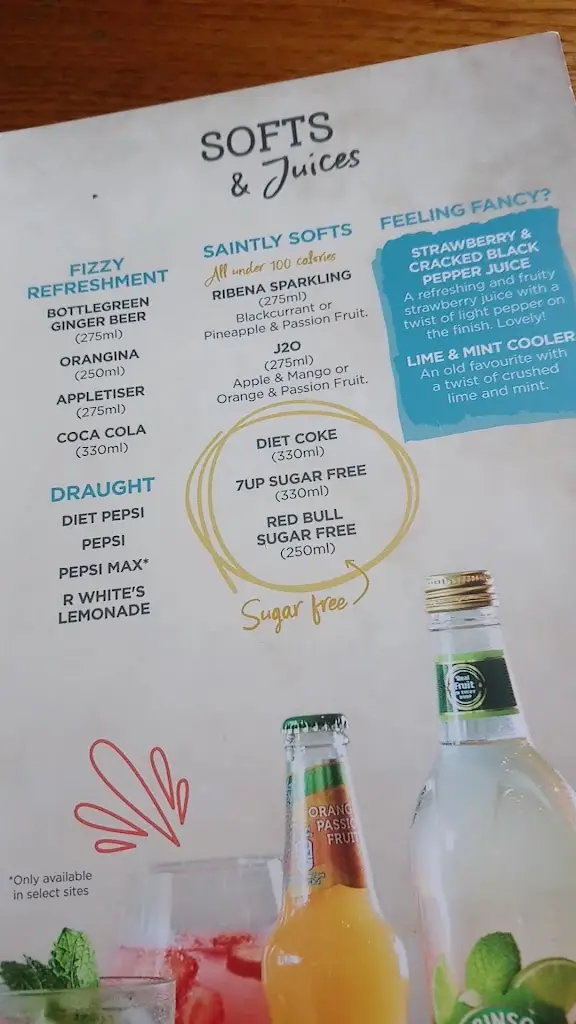 SOFTS
& Juices
FIZZY
REFRESHMENT
BOTTLEGREEN
GINGER BEER
(275ml)
ORANGINA
(250ml)
APPLETISER
(275ml)
COCA COLA
(330ml)
DRAUGHT
DIET PEPSI
PEPSI
PEPSI MAX*
R WHITE'S
LEMONADE
SAINTLY SOFTS
All under 100 calories
RIBENA SPARKLING
(275ml)
Blackcurrant or
Pineapple & Passion Fruit.
J2O
(275ml)
Apple & Mango or
Orange & Passion Fruit.
DIET COKE
(330ml)
7UP SUGAR FREE
(330ml)
RED BULL
SUGAR FREE
(250ml)
Sugar free
FEELING FANCY?
STRAWBERRY &
CRACKED BLACK
PEPPER JUICE
A refreshing and fruity
strawberry juice with a
twist of light pepper on
the finish. Lovely!
LIME & MINT COOLER
An old favourite with
a twist of crushed
lime and mint.
Real
Fruit
ORANG
PASSIO
FRUIT
*Only available
in select sites